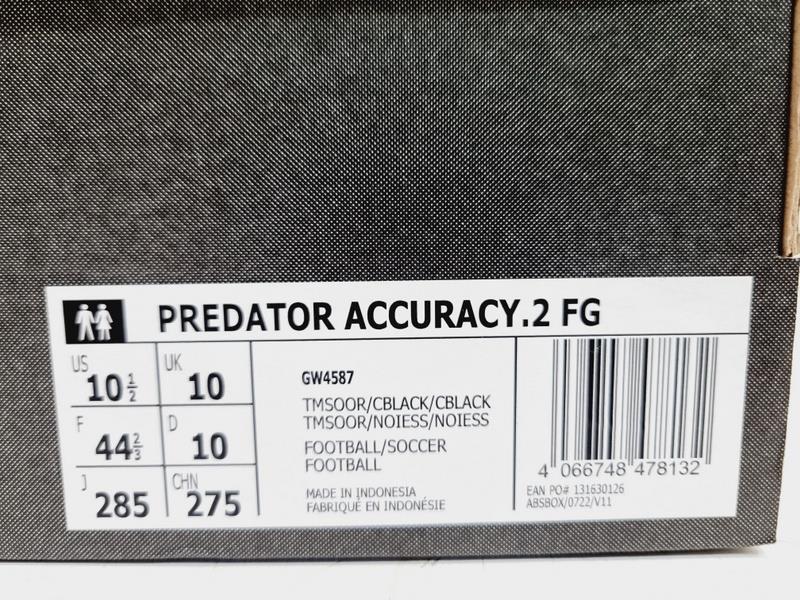 PREDATOR ACCURACY.2 FG
US 10 1/2
UK 10
F 44 2/3
D 10
J 285
CHN 275
GW4587
TMSOOR/CBLACK/CBLACK
TMSOOR/NOIESS/NOIESS
FOOTBALL/SOCCER
FOOTBALL
MADE IN INDONESIA
FABRIQUÉ EN INDONÉSIE
4 066748 478132
EAN PO# 131630126
ABSBOX/0722/V11